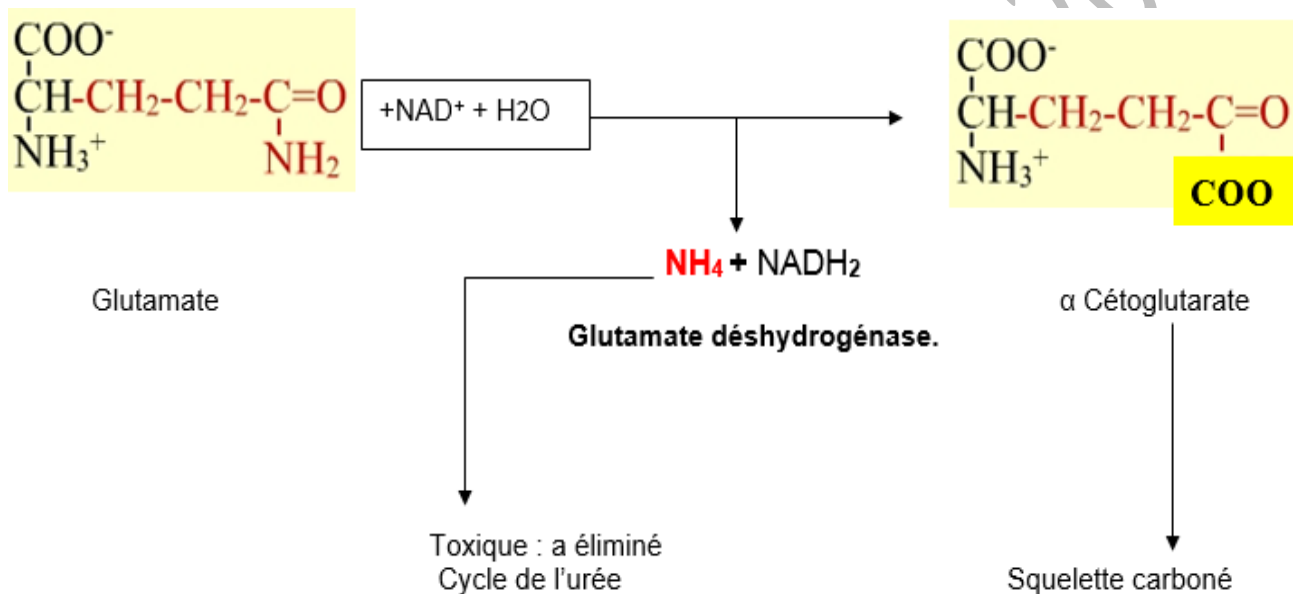 COO⁻
CH-CH₂-CH₂-C=O
NH₃⁺
NH₂
+NAD⁺ + H2O
COO⁻
CH-CH₂-CH₂-C=O
NH₃⁺
COO
NH₄ + NADH₂
Glutamate
α Cétoglutarate
Glutamate déshydrogénase.
Toxique : a éliminé
Cycle de l'urée
Squelette carboné